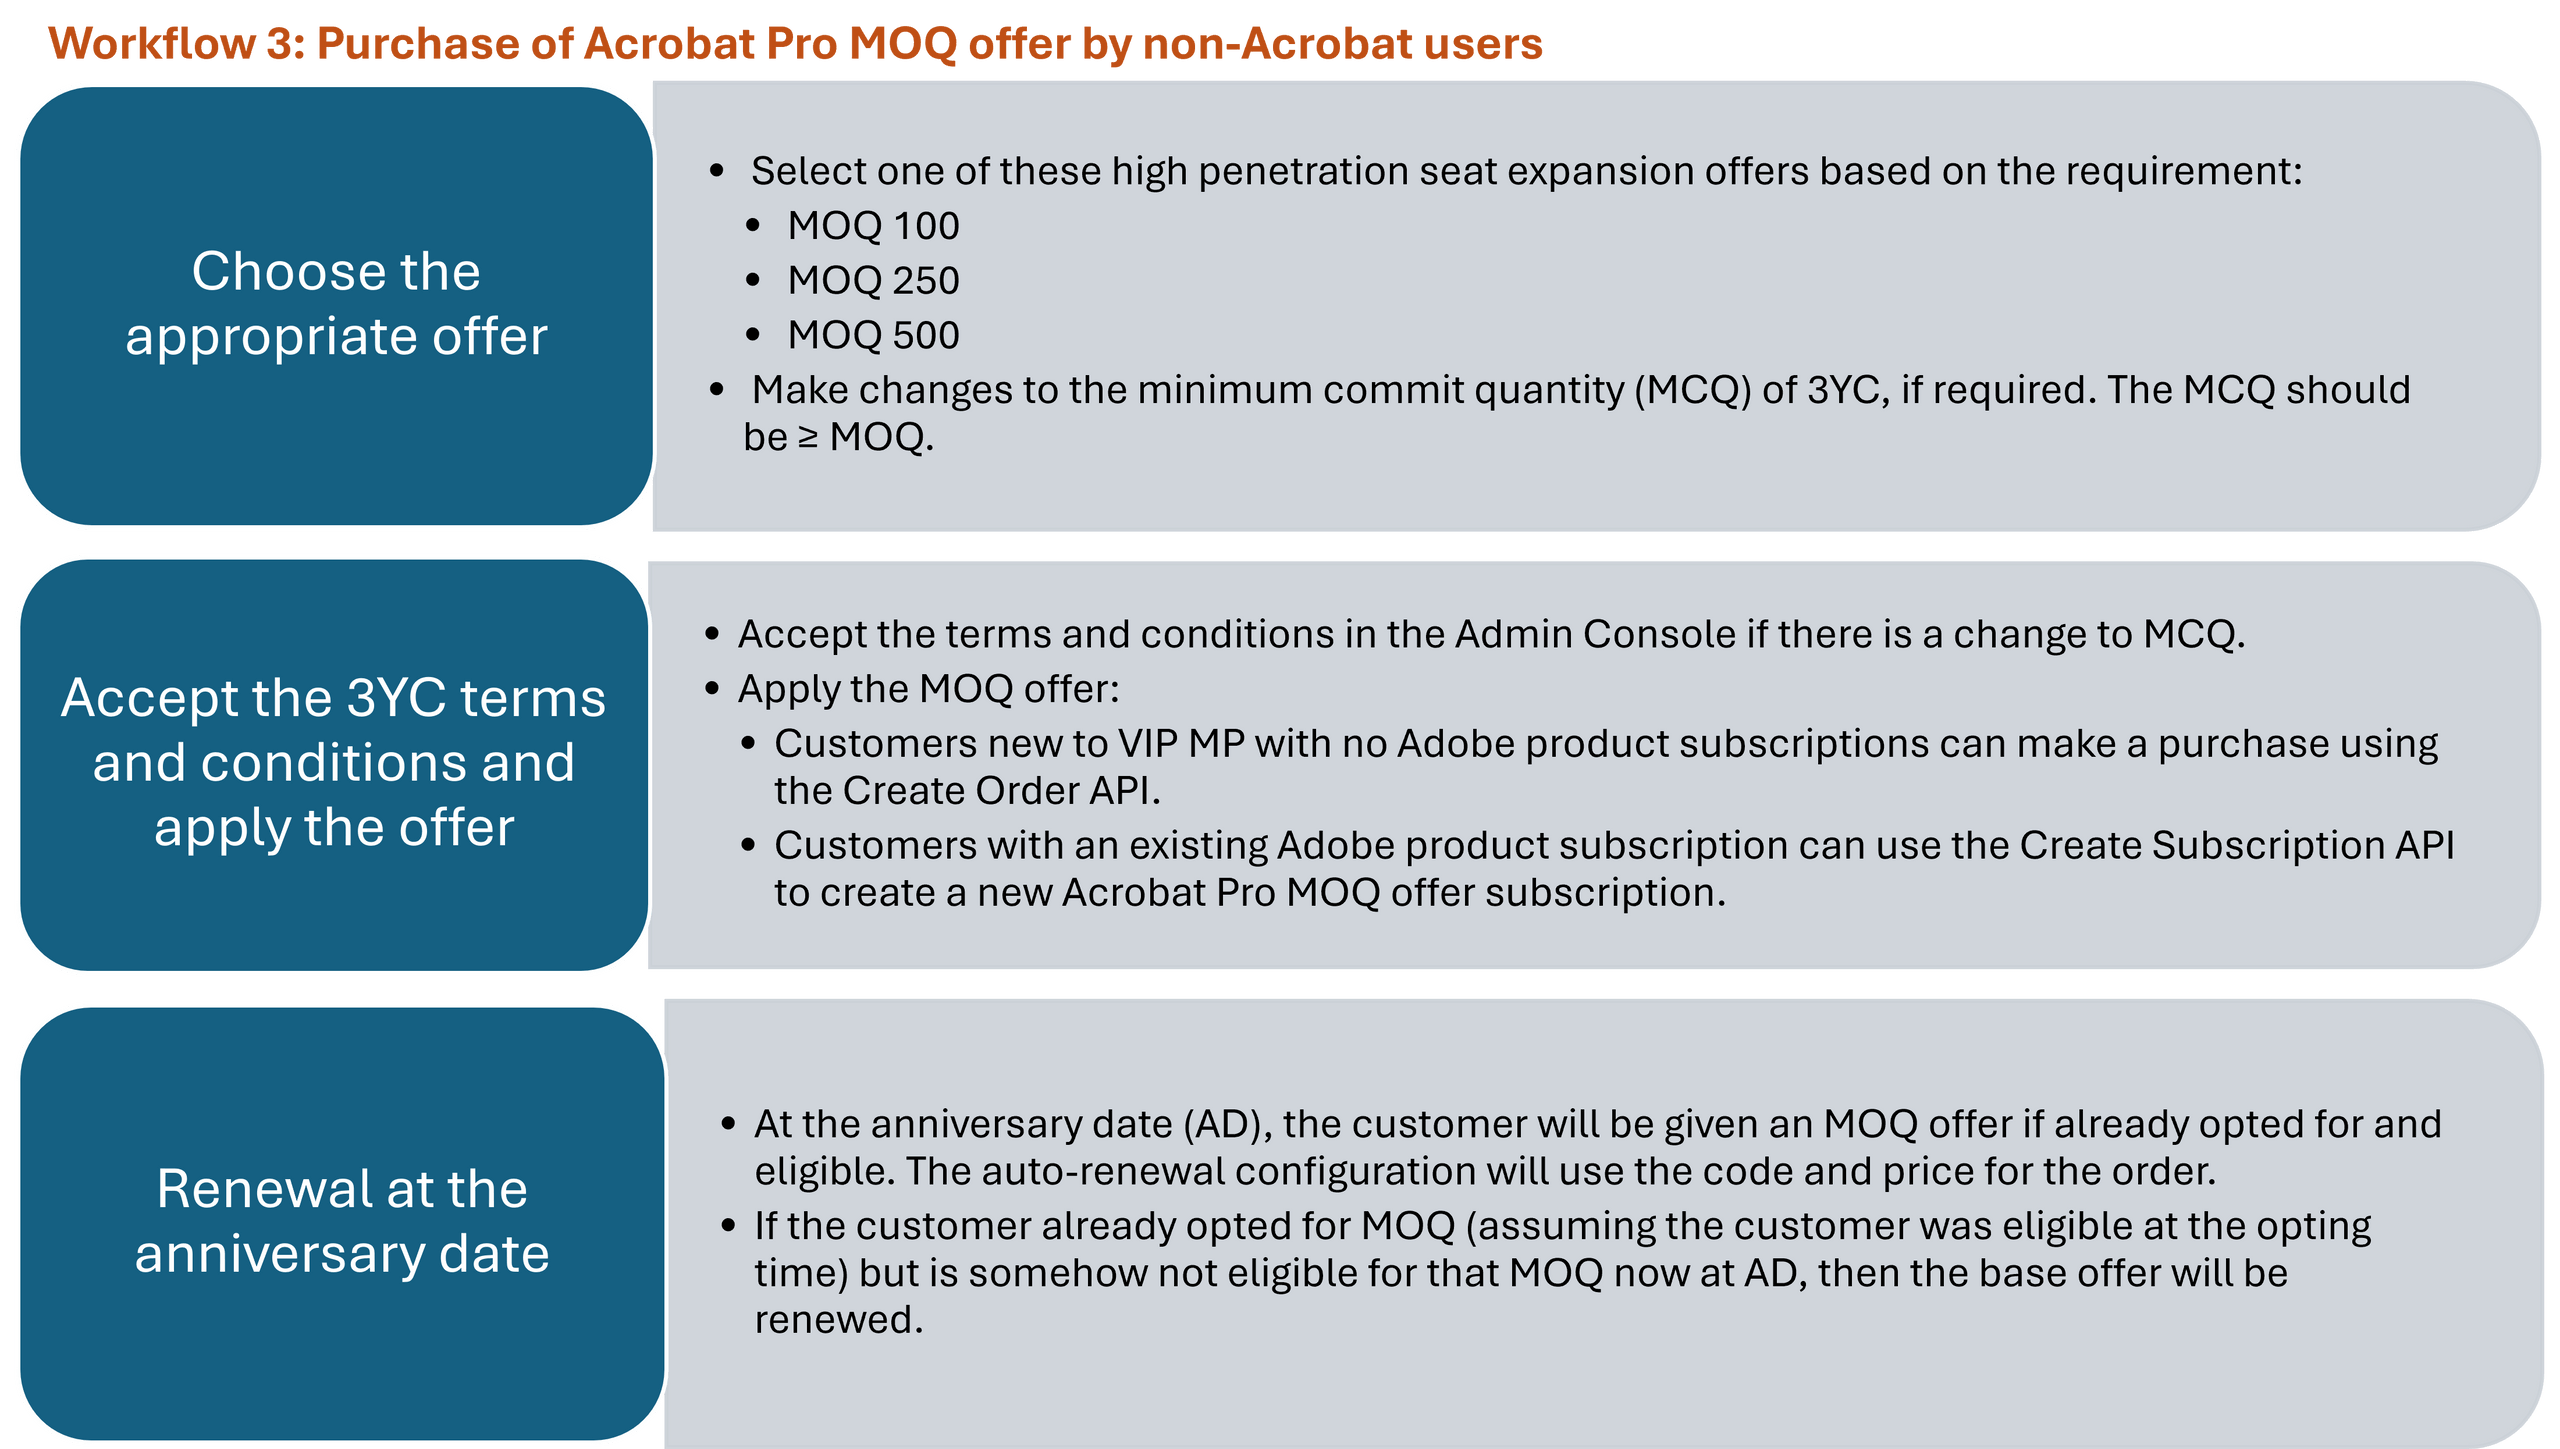 Workflow 3: Purchase of Acrobat Pro MOQ offer by non-Acrobat users
Choose the
appropriate offer
• Select one of these high penetration seat expansion offers based on the requirement:
• MOQ 100
• MOQ 250
• MOQ 500
• Make changes to the minimum commit quantity (MCQ) of 3YC, if required. The MCQ should
be ≥ MOQ.
Accept the 3YC terms
and conditions and
apply the offer
• Accept the terms and conditions in the Admin Console if there is a change to MCQ.
• Apply the MOQ offer:
• Customers new to VIP MP with no Adobe product subscriptions can make a purchase using
the Create Order API.
• Customers with an existing Adobe product subscription can use the Create Subscription API
to create a new Acrobat Pro MOQ offer subscription.
Renewal at the
anniversary date
• At the anniversary date (AD), the customer will be given an MOQ offer if already opted for and
eligible. The auto-renewal configuration will use the code and price for the order.
• If the customer already opted for MOQ (assuming the customer was eligible at the opting
time) but is somehow not eligible for that MOQ now at AD, then the base offer will be
renewed.